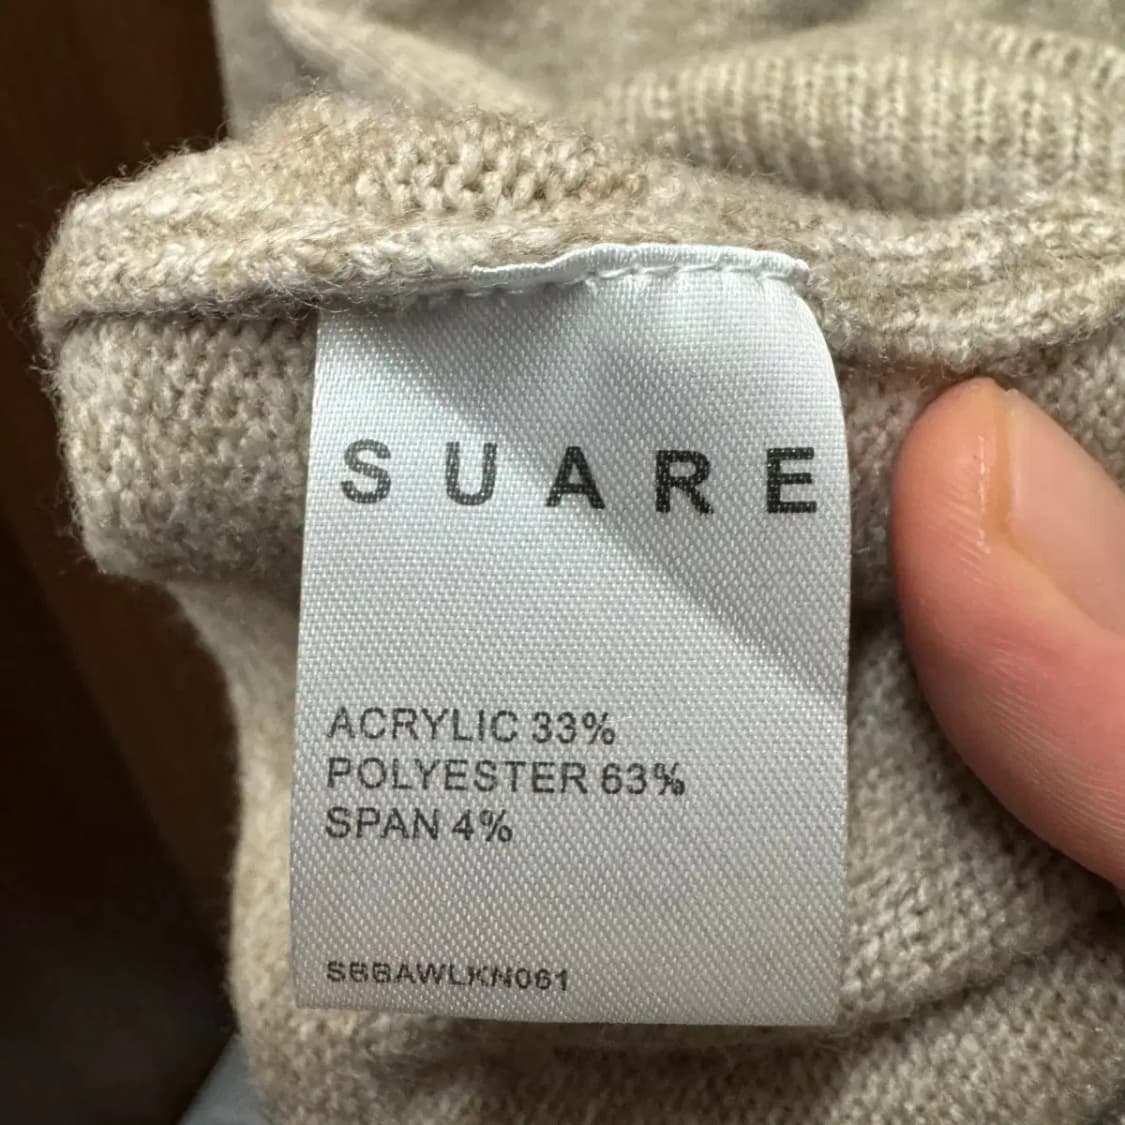 SUARE
ACRYLIC 33%
POLYESTER 63%
SPAN 4%
SBBAWLKN061